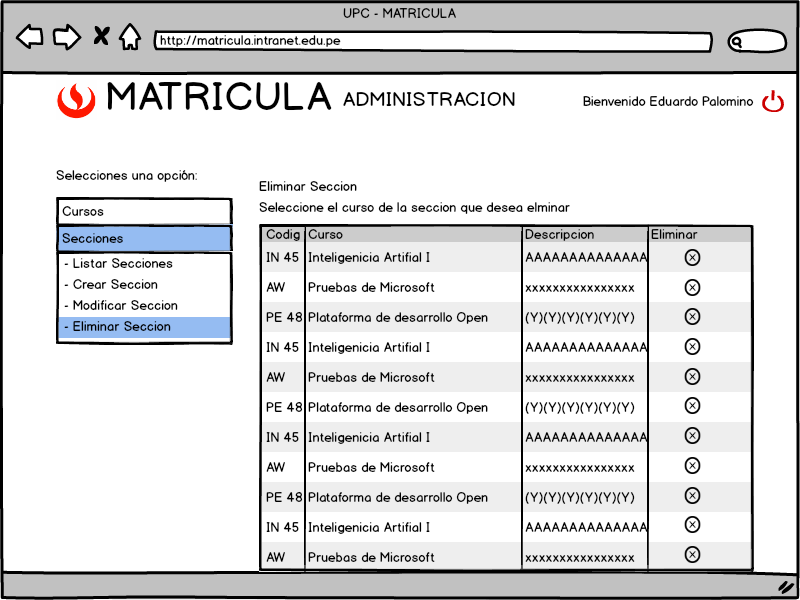 UPC - MATRICULA
http://matricula.intranet.edu.pe
MATRICULA ADMINISTRACION
Bienvenido Eduardo Palomino
Selecciones una opción:
Cursos
Secciones
- Listar Secciones
- Crear Seccion
- Modificar Seccion
- Eliminar Seccion
Eliminar Seccion
Seleccione el curso de la seccion que desea elminar
Codig Curso Descripcion Eliminar
IN 45 Inteligenicia Artifial I AAAAAAAAAAAAAA
AW Pruebas de Microsoft xxxxxxxxxxxxxxxx
PE 48 Plataforma de desarrollo Open (Y)(Y)(Y)(Y)(Y)(Y)
IN 45 Inteligenicia Artifial I AAAAAAAAAAAAAA
AW Pruebas de Microsoft xxxxxxxxxxxxxxxx
PE 48 Plataforma de desarrollo Open (Y)(Y)(Y)(Y)(Y)(Y)
IN 45 Inteligenicia Artifial I AAAAAAAAAAAAAA
AW Pruebas de Microsoft xxxxxxxxxxxxxxxx
PE 48 Plataforma de desarrollo Open (Y)(Y)(Y)(Y)(Y)(Y)
IN 45 Inteligenicia Artifial I AAAAAAAAAAAAAA
AW Pruebas de Microsoft xxxxxxxxxxxxxxxx